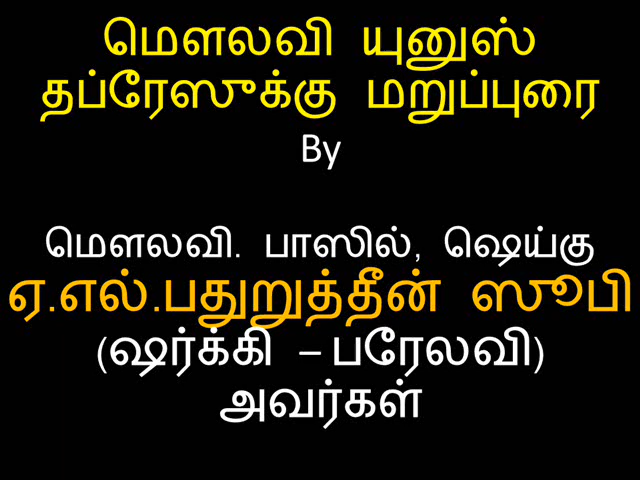 மௌலவி யுனுஸ்
தப்ரேஸுக்கு மறுப்புரை
By
மௌலவி. பாஸில், ஷெய்கு
ஏ.எல்.பதுறுத்தீன் ஸூபி
(ஷர்க்கி – பரேலவி)
அவர்கள்